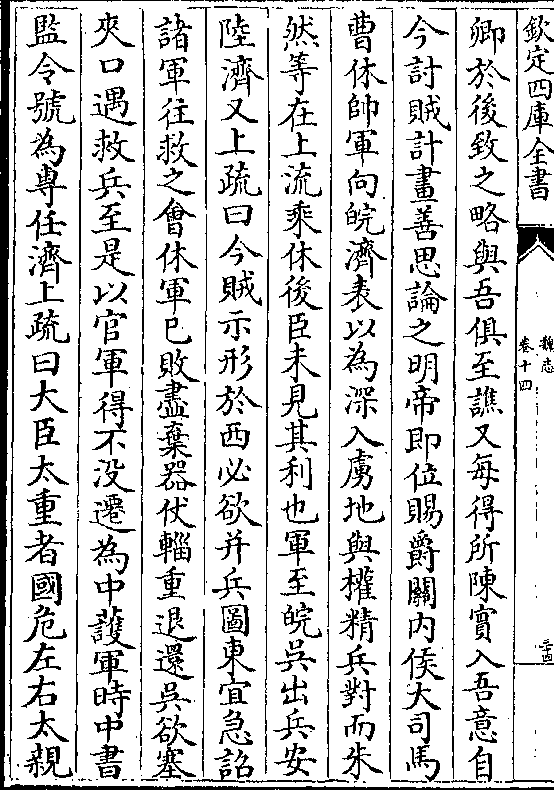 欽定四庫全書
魏志
卷十四
二十四
卿於後致之略與吾俱至譙又每得所陳實入吾意自
今討賊計畫善思論之明帝即位賜爵關内侯大司馬
曹休帥軍向皖濟表以為深入虜地與權精兵對而朱
然等在上流乘休後臣未見其利也軍至皖吳出兵安
陸濟又上疏曰今賊示形於西必欲并兵圖東宜急詔
諸軍往救之會休軍已敗盡棄器仗輜重退還吳欲塞
夾口遇救兵至是以官軍得不没遷為中䕶軍時中書
監令號為專任濟上疏曰大臣太重者國危左右太親